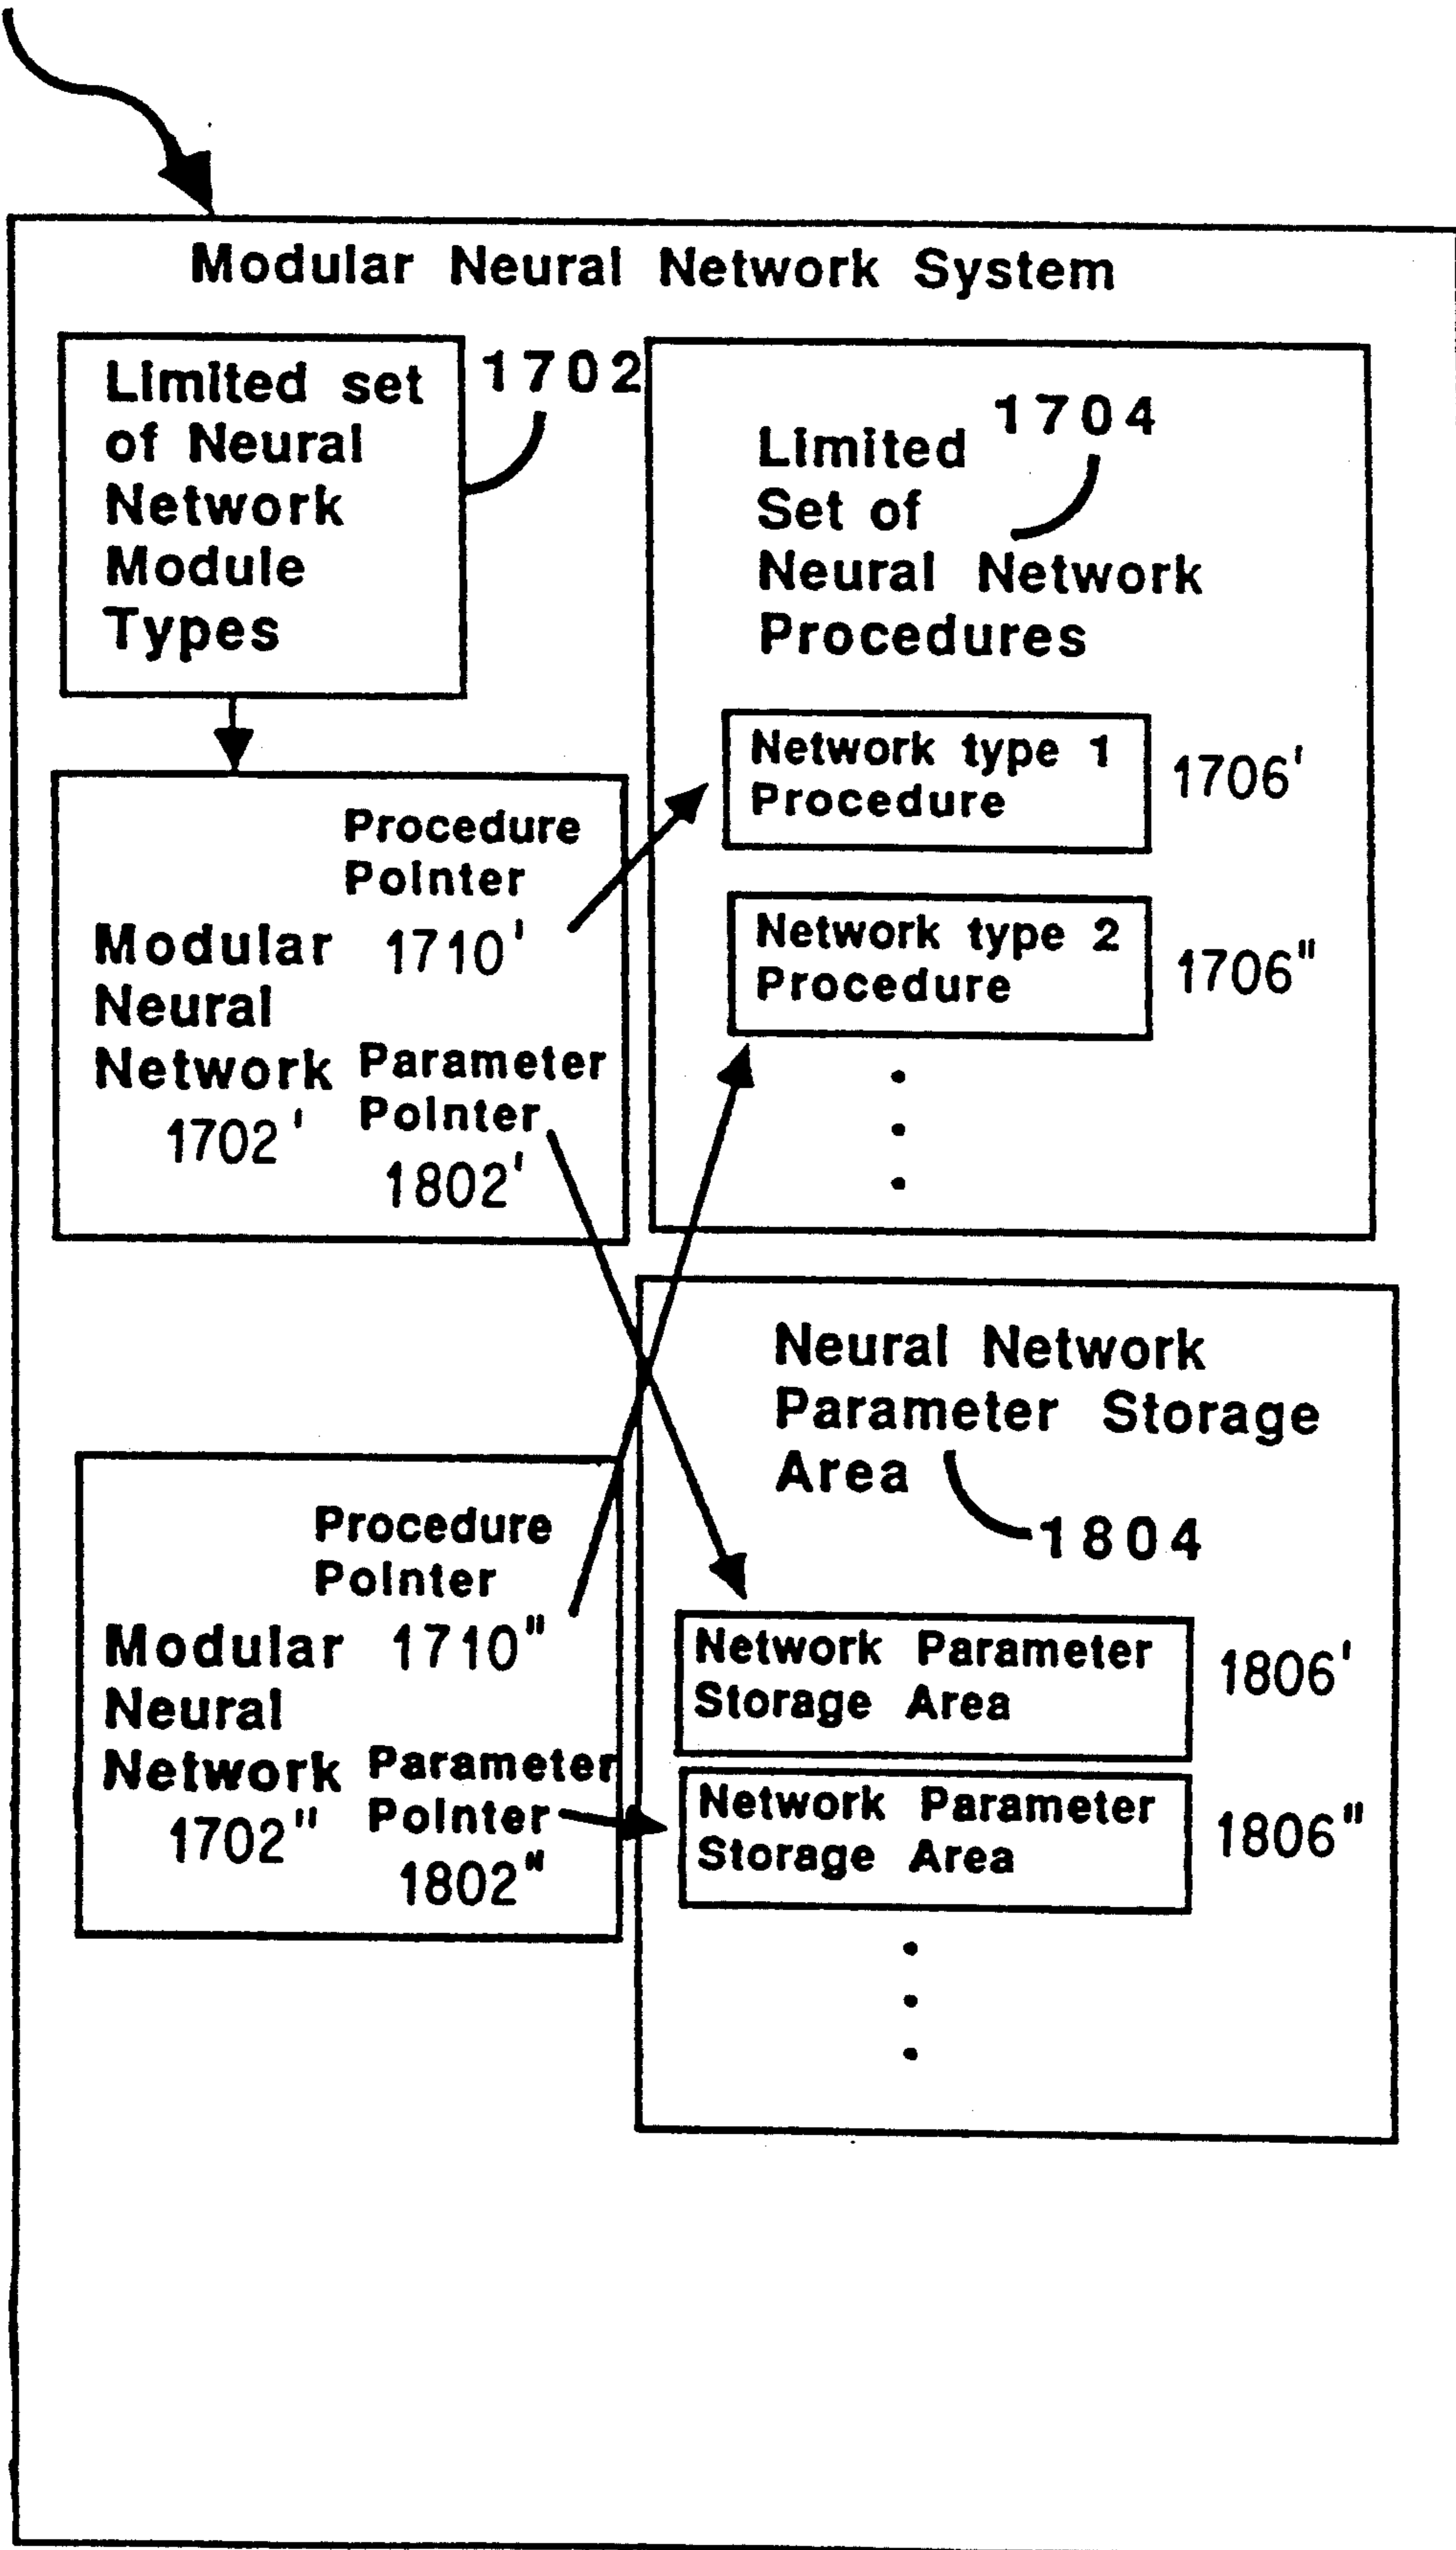 Modular Neural Network System
Limited set
of Neural
Network
Module
Types
1702
1704
Limited
Set of
Neural Network
Procedures
Network type 1
Procedure
1706'
Network type 2
Procedure
1706"
Procedure
Pointer
1710'
Modular
Neural
Network
1702'
Parameter
Pointer
1802'
Neural Network
Parameter Storage
Area
1804
Procedure
Pointer
1710"
Modular
Neural
Network
1702"
Parameter
Pointer
1802"
Network Parameter
Storage Area
1806'
Network Parameter
Storage Area
1806"